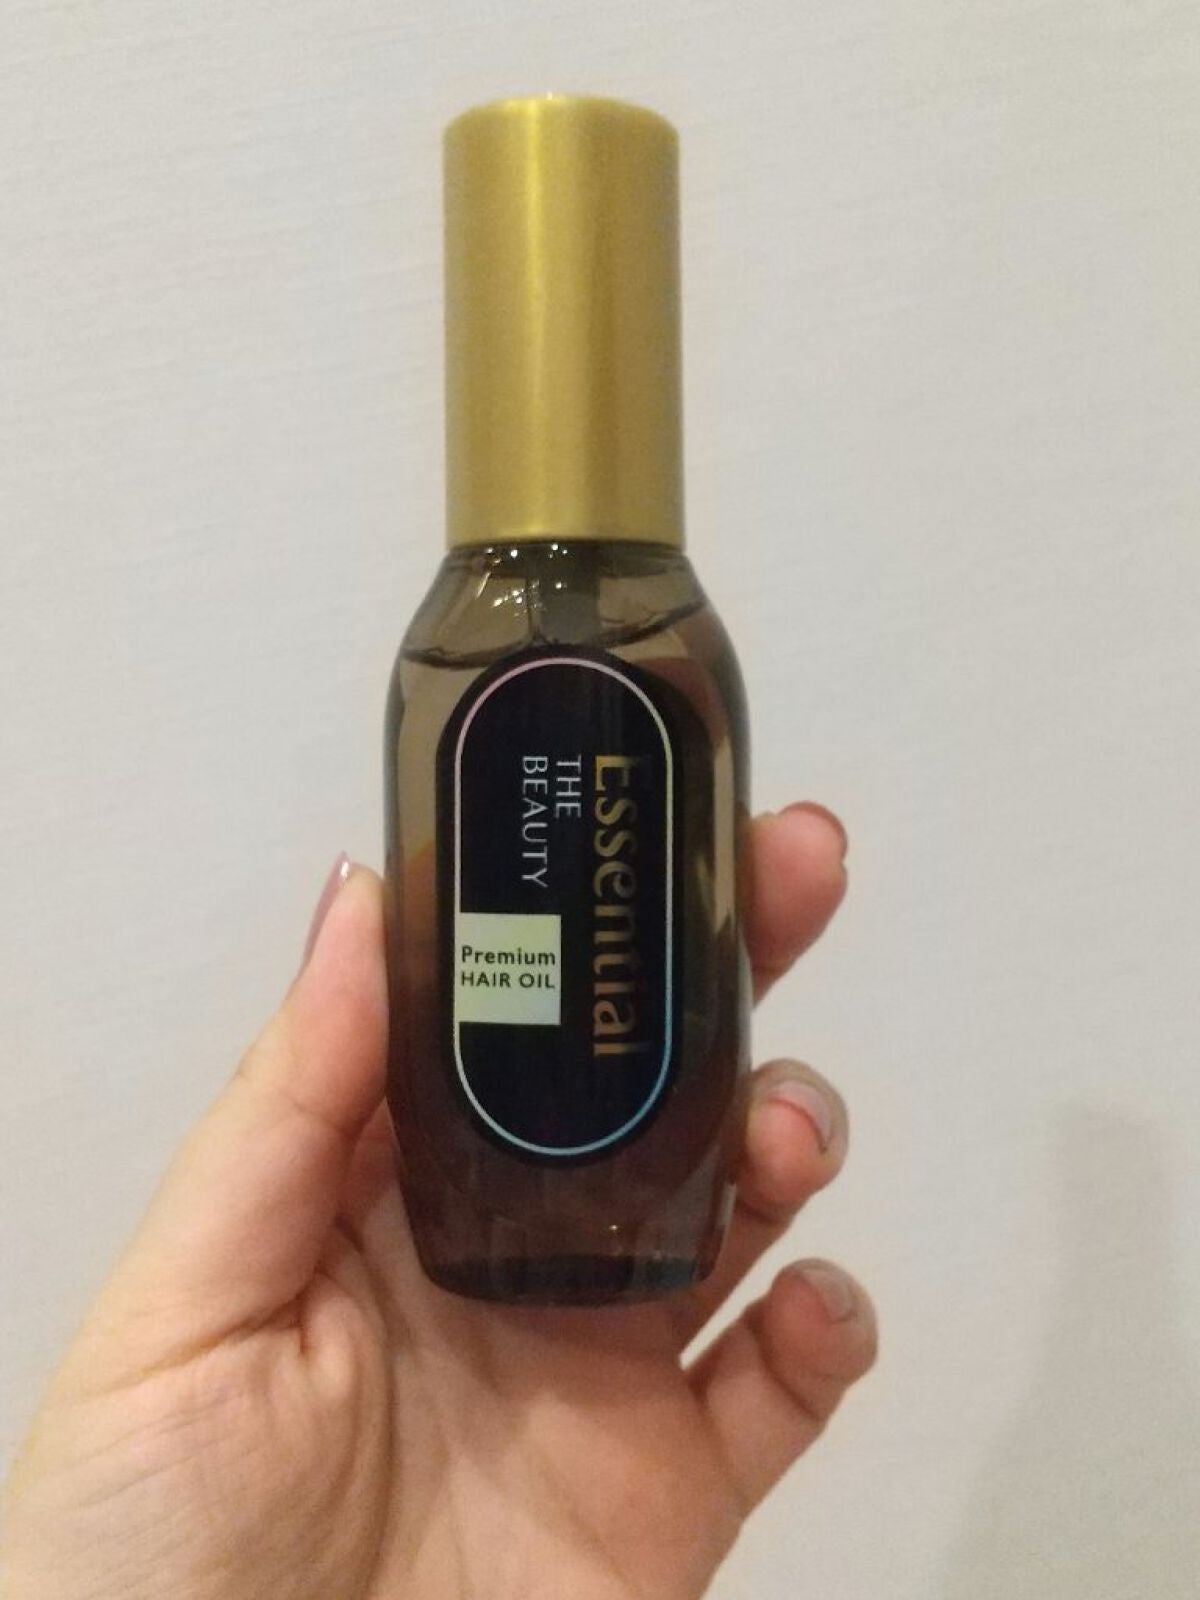 Essential
THE
BEAUTY
Premium
HAIR OIL